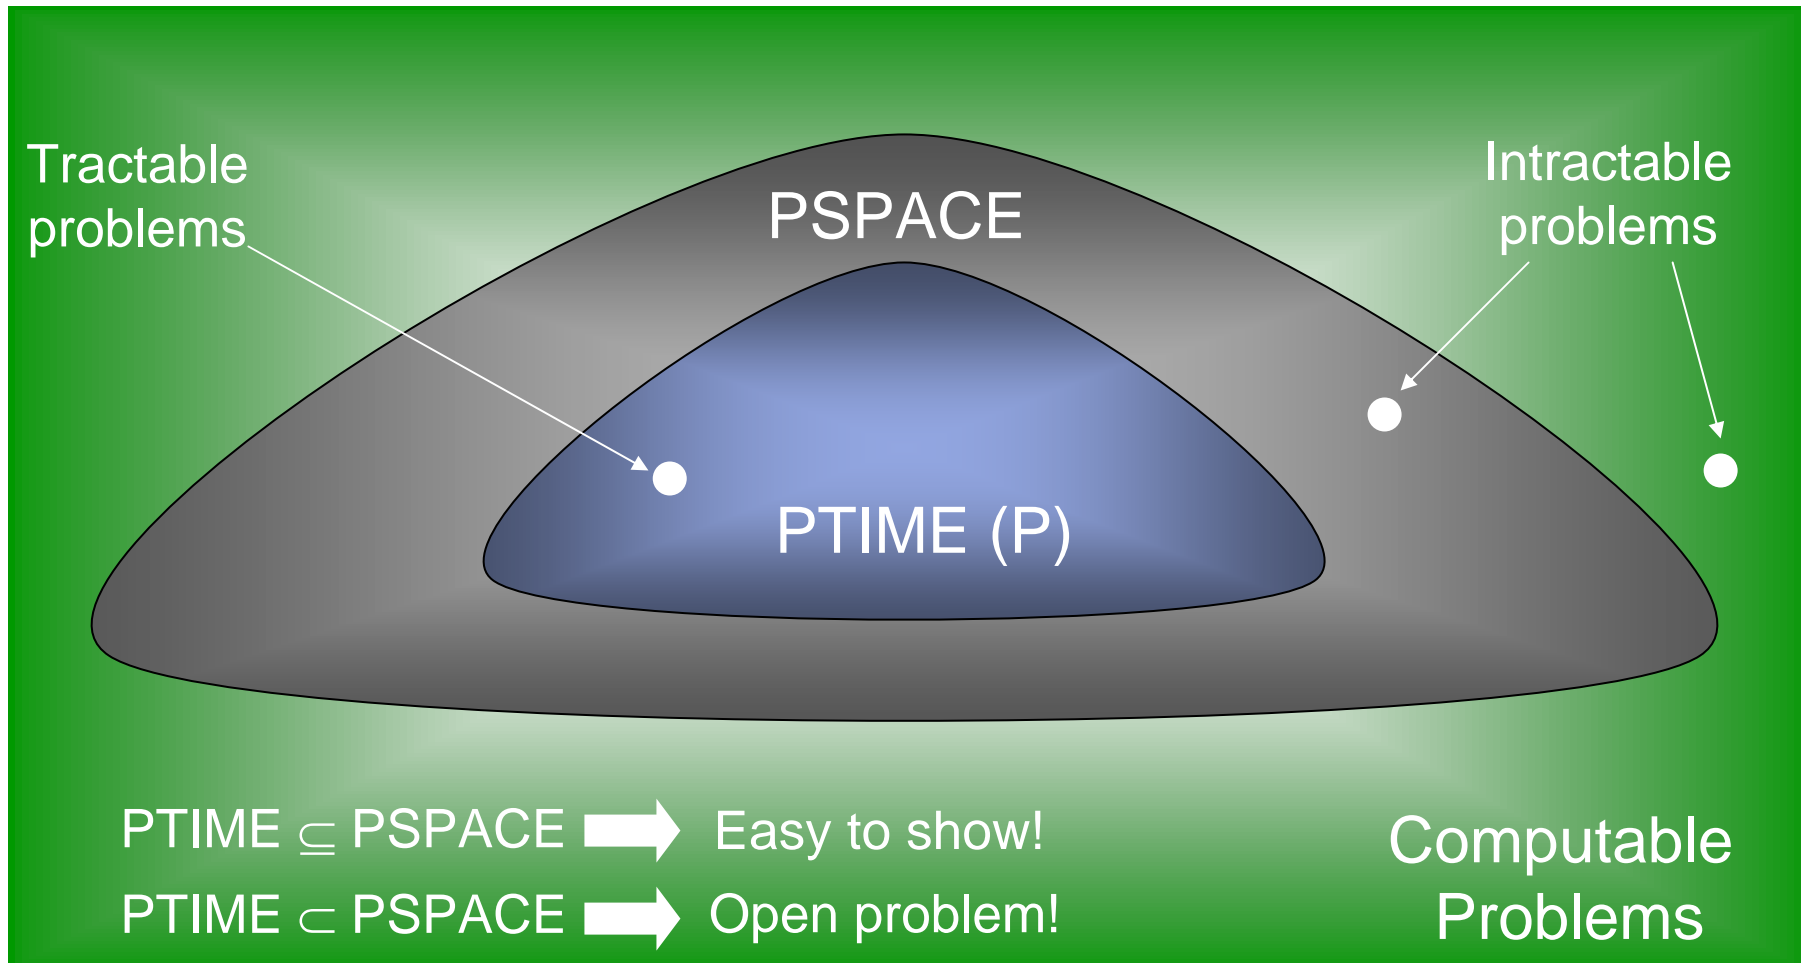 Tractable
problems
Intractable
problems
PSPACE
PTIME (P)
PTIME ⊆ PSPACE Easy to show!
PTIME ⊂ PSPACE Open problem!
Computable
Problems